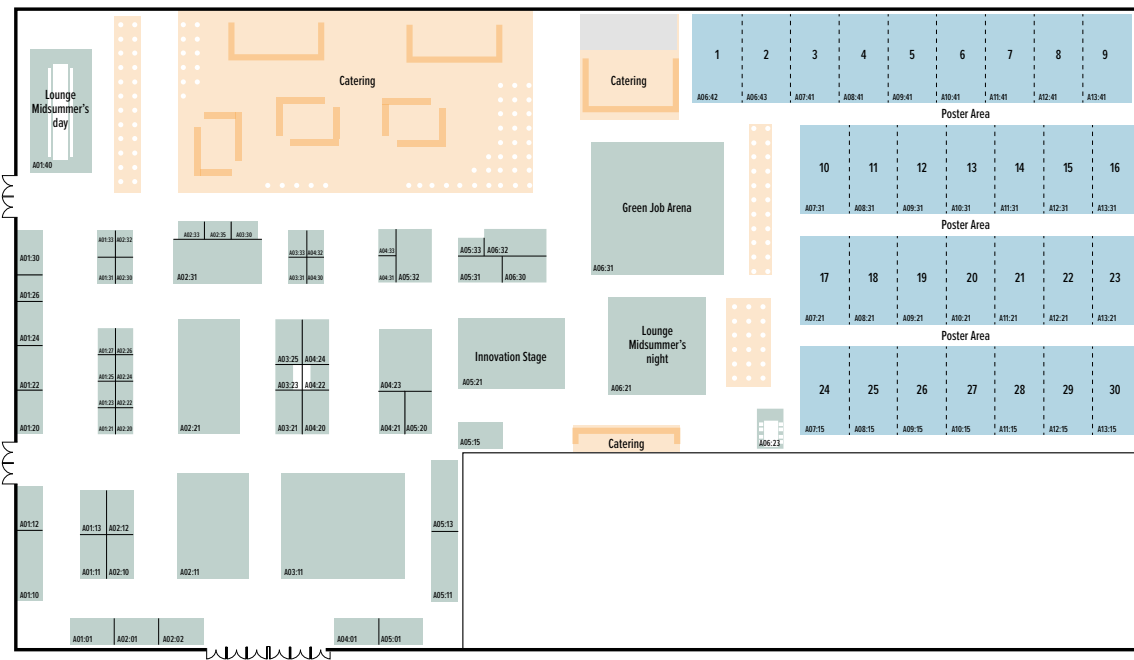 1 2 3 4 5 6 7 8 9
A06:42 A06:43 A07:41 A08:41 A09:41 A10:41 A11:41 A12:41 A13:41
Poster Area
Lounge
Midsummer's
day
A01:40
Catering
Catering
10 11 12 13 14 15 16
A07:31 A08:31 A09:31 A10:31 A11:31 A12:31 A13:31
Poster Area
Green Job Arena
A06:31
A01:30
A01:26
A01:24
A01:22
A01:20
A01:33 A02:32
A01:31 A02:30
A02:33 A02:35 A03:30
A02:31
A03:33 A04:32
A03:31 A04:30
A04:33
A04:31 A05:32
A05:33 A06:32
A05:31 A06:30
17 18 19 20 21 22 23
A07:21 A08:21 A09:21 A10:21 A11:21 A12:21 A13:21
Poster Area
A01:27 A02:26
A01:25 A02:24
A01:23 A02:22
A01:21 A02:20
A02:21
A03:25 A04:24
A03:23 A04:22
A03:21 A04:20
A04:23
A04:21 A05:20
Innovation Stage
A05:21
Lounge
Midsummer's
night
A06:21
24 25 26 27 28 29 30
A07:15 A08:15 A09:15 A10:15 A11:15 A12:15 A13:15
A05:15
Catering
A06:23
A01:12
A01:10
A01:13 A02:12
A01:11 A02:10
A02:11
A03:11
A05:13
A05:11
A01:01 A02:01 A02:02
A04:01 A05:01